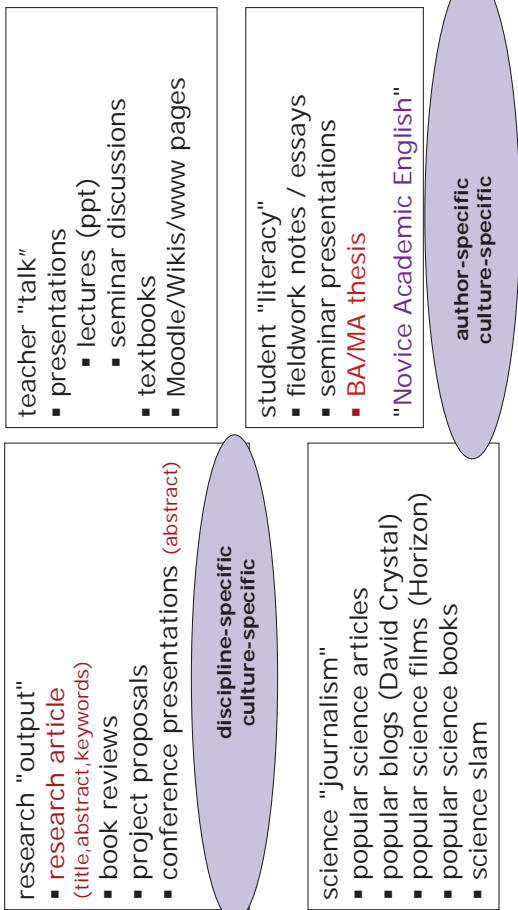 research "output"
▪ research article
(title,abstract,keywords)
▪ book reviews
▪ project proposals
▪ conference presentations (abstract)
discipline-specific
culture-specific
teacher "talk”
▪ presentations
▪ lectures (ppt)
▪ seminar discussions
▪ textbooks
▪ Moodle/Wikis/www pages
science "journalism"
▪ popular science articles
▪ popular blogs (David Crystal)
▪ popular science films (Horizon)
▪ popular science books
▪ science slam
student "literacy"
▪ fieldwork notes / essays
▪ seminar presentations
▪ BA/MA thesis
"Novice Academic English"
author-specific
culture-specific